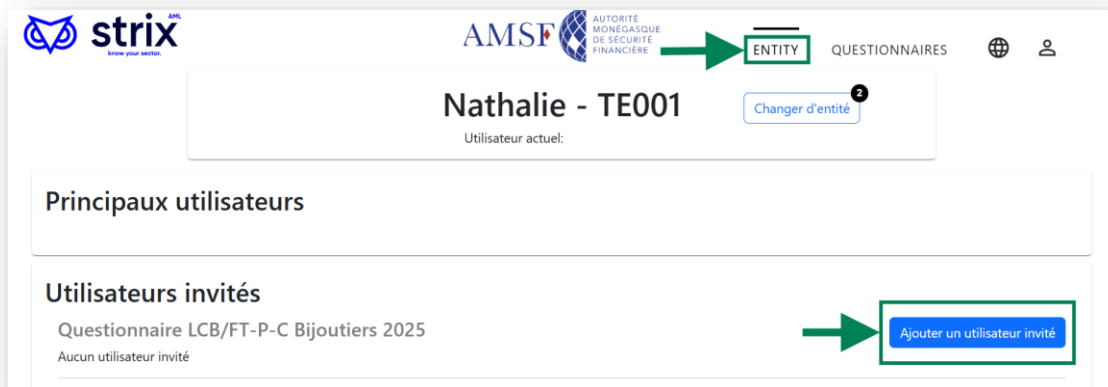 strix AML
know your sector.
AMSF
AUTORITÉ
MONÉGASQUE
DE SÉCURITÉ
FINANCIÈRE
ENTITY
QUESTIONNAIRES
Nathalie - TE001
Changer d'entité
2
Utilisateur actuel:
Principaux utilisateurs
Utilisateurs invités
Questionnaire LCB/FT-P-C Bijoutiers 2025
Aucun utilisateur invité
Ajouter un utilisateur invité